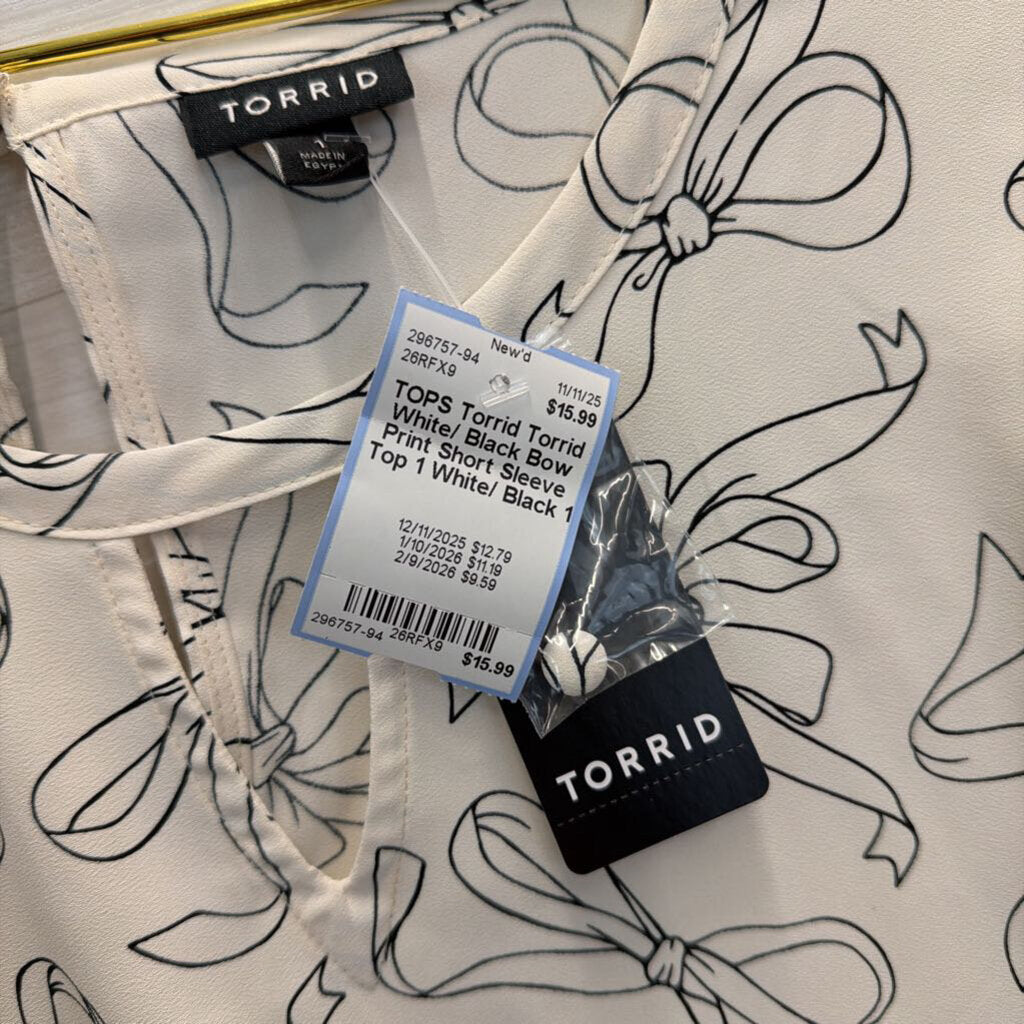 TORRID
1
MADE IN
EGYPT
296757-94
26RFX9
New'd
11/11/25
$15.99
TOPS Torrid Torrid
White/ Black Bow
Print Short Sleeve
Top 1 White/ Black 1
12/11/2025 $12.79
1/10/2026 $11.19
2/9/2026 $9.59
296757-94 26RFX9 $15.99
TORRID